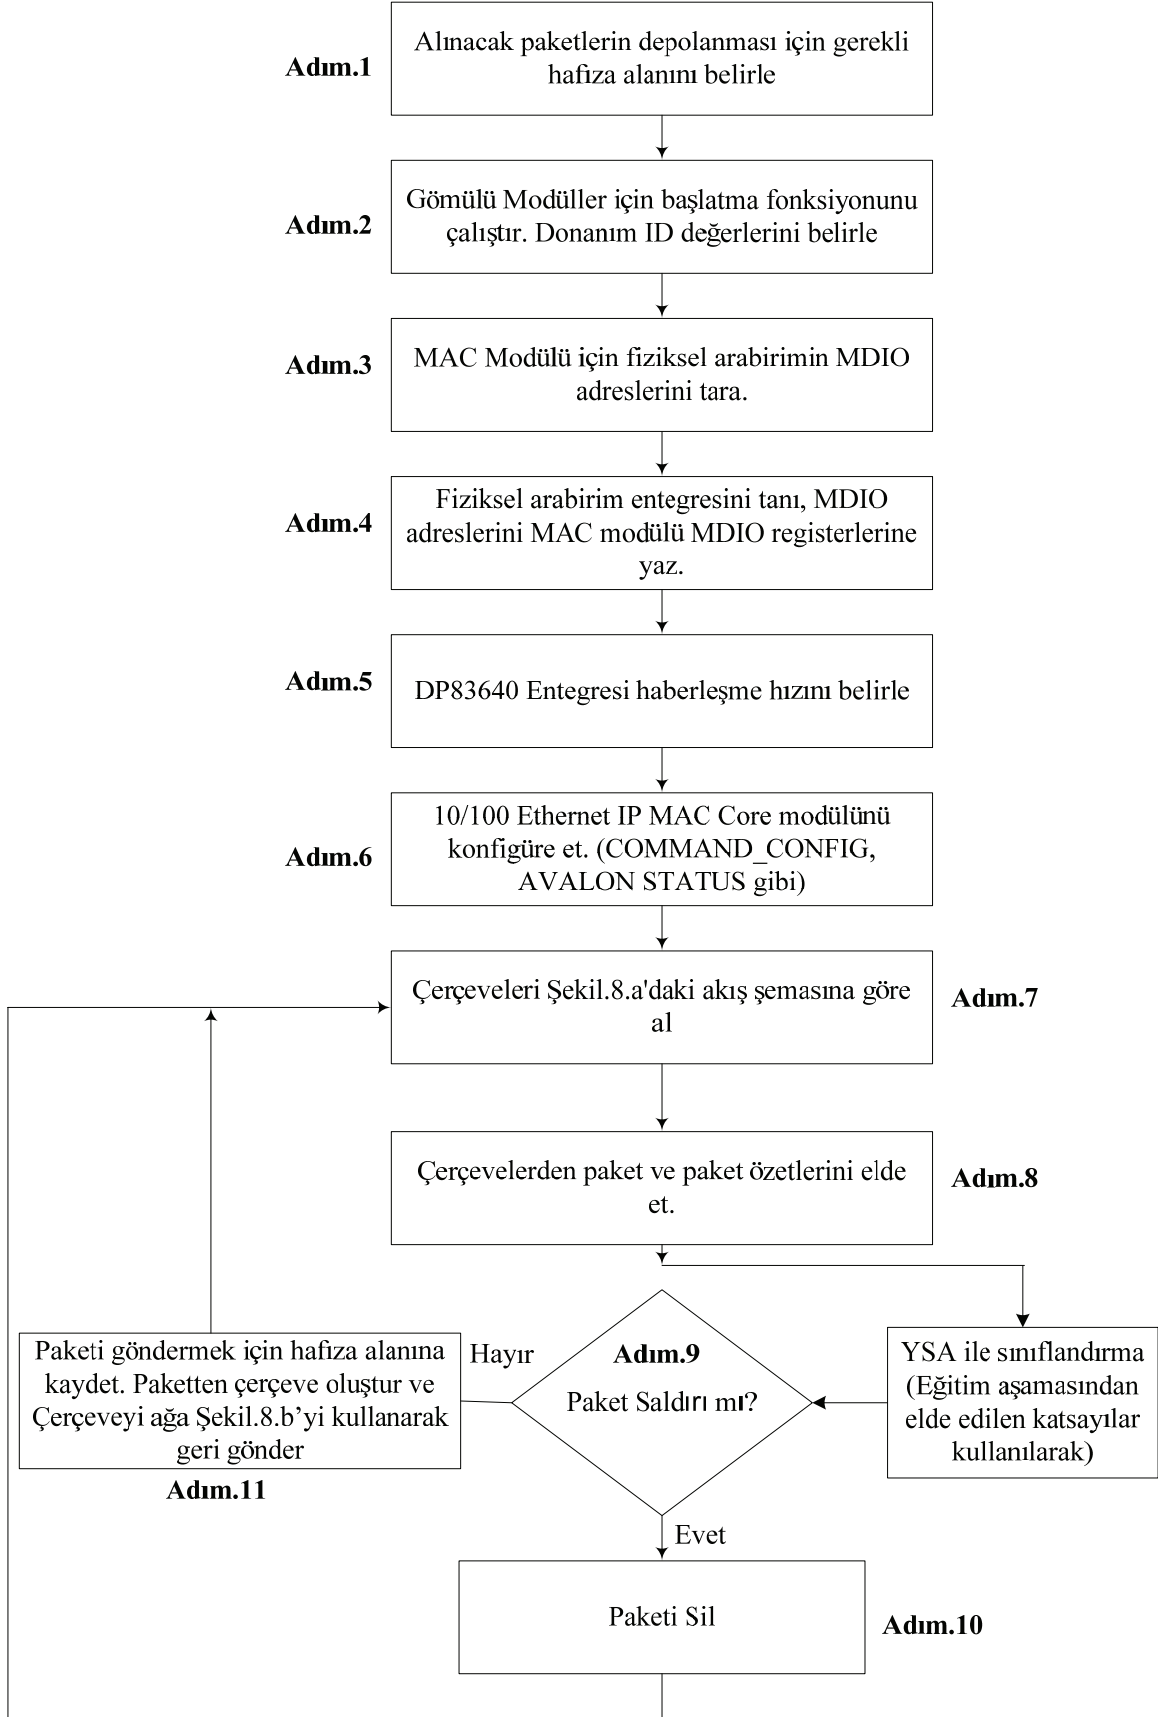 Alınacak paketlerin depolanması için gerekli
hafıza alanını belirle
Adım.1
Gömülü Modüller için başlatma fonksiyonunu
çalıştır. Donanım ID değerlerini belirle
Adım.2
MAC Modülü için fiziksel arabirimin MDIO
adreslerini tara.
Adım.3
Fiziksel arabirim entegresini tanı, MDIO
adreslerini MAC modülü MDIO registerlerine
yaz.
Adım.4
DP83640 Entegresi haberleşme hızını belirle
Adım.5
10/100 Ethernet IP MAC Core modülünü
konfigüre et. (COMMAND_CONFIG,
AVALON STATUS gibi)
Adım.6
Çerçeveleri Şekil.8.a'daki akış şemasına göre
al
Adım.7
Çerçevelerden paket ve paket özetlerini elde
et.
Adım.8
Paketi göndermek için hafıza alanına
kaydet. Paketten çerçeve oluştur ve
Çerçeveyi ağa Şekil.8.b’yi kullanarak
geri gönder
Adım.11
Hayır
Adım.9
Paket Saldırı mı?
YSA ile sınıflandırma
(Eğitim aşamasından
elde edilen katsayılar
kullanılarak)
Evet
Paketi Sil
Adım.10